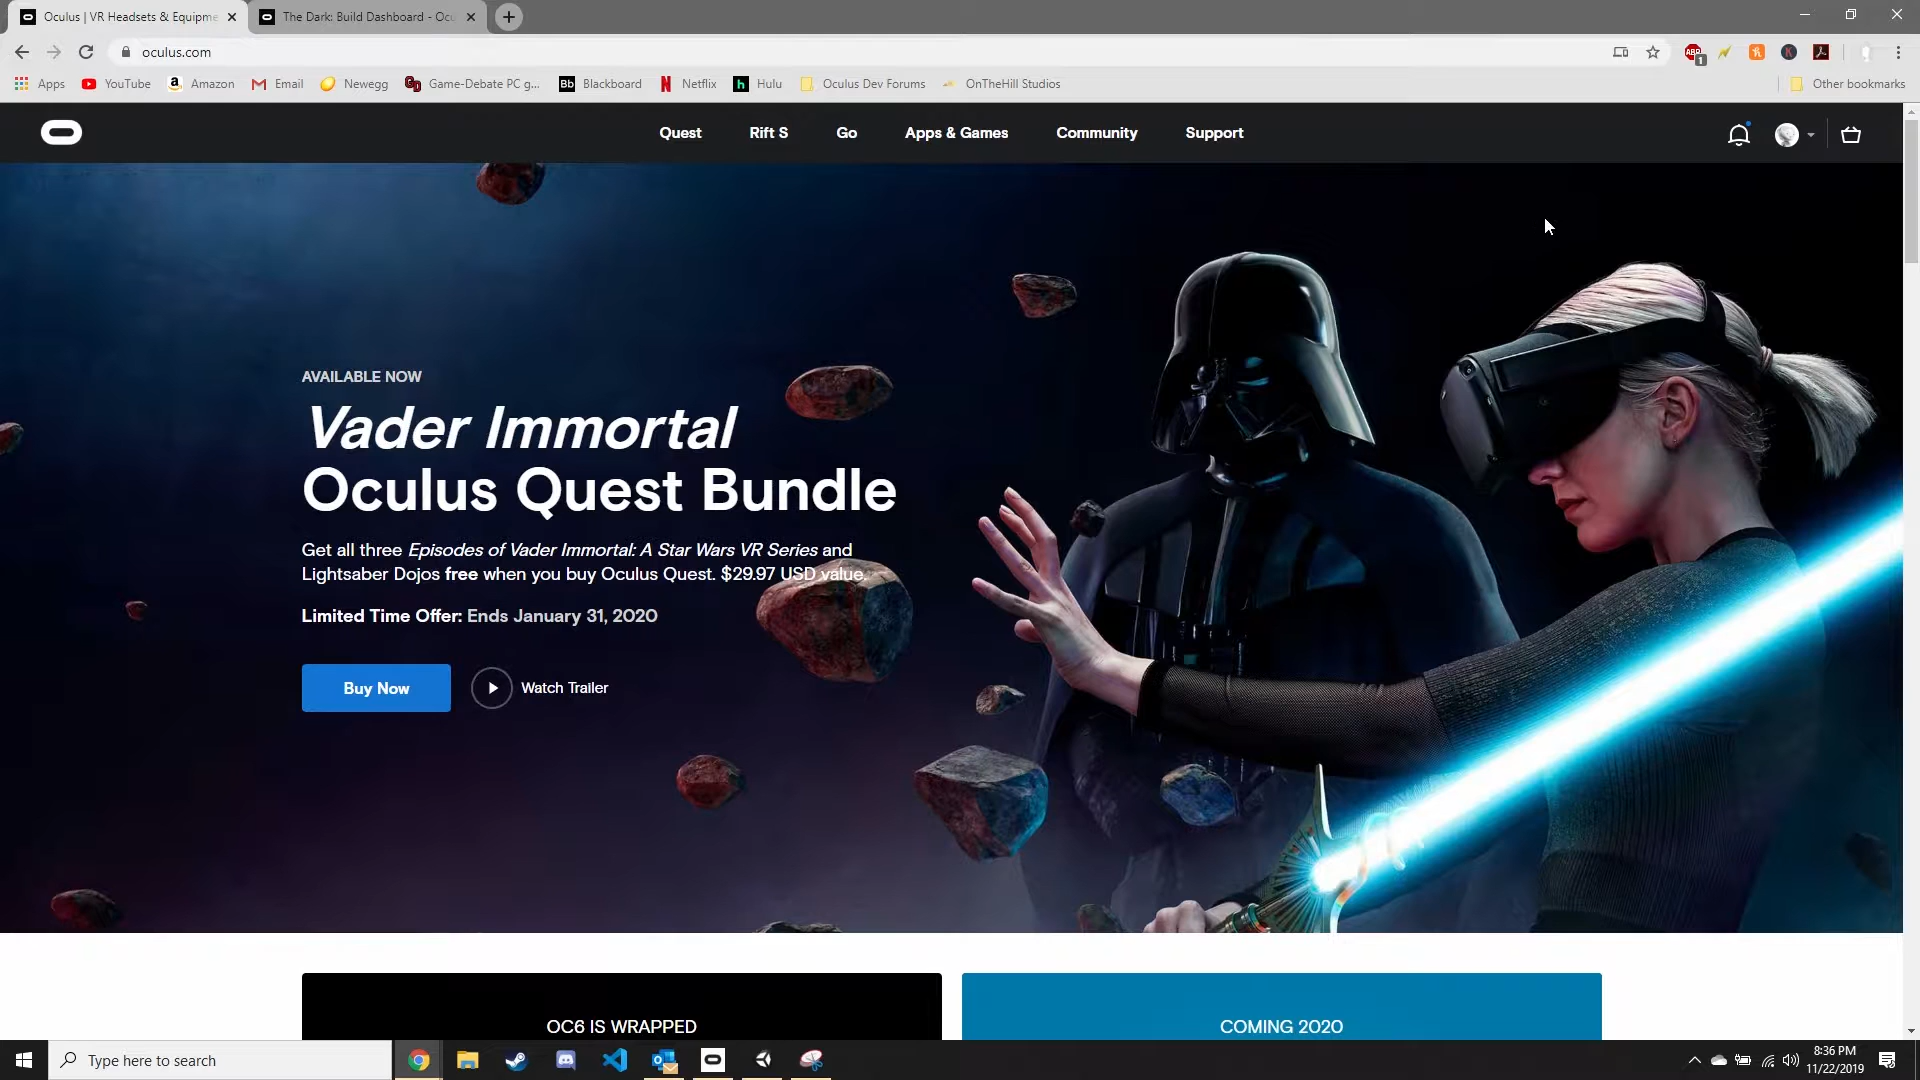 Oculus | VR Headsets & Equipme
The Dark: Build Dashboard - Ocu
oculus.com
ABP
1
Apps
YouTube
Amazon
Email
Newegg
Game-Debate PC g...
Bb
Blackboard
Netflix
Hulu
Oculus Dev Forums
OnTheHill Studios
Other bookmarks
Quest
Rift S
Go
Apps & Games
Community
Support
AVAILABLE NOW
Vader Immortal
Oculus Quest Bundle
Get all three Episodes of Vader Immortal: A Star Wars VR Series and
Lightsaber Dojos free when you buy Oculus Quest. $29.97 USD value.
Limited Time Offer: Ends January 31, 2020
Buy Now
Watch Trailer
OC6 IS WRAPPED
COMING 2020
Type here to search
8:36 PM
11/22/2019